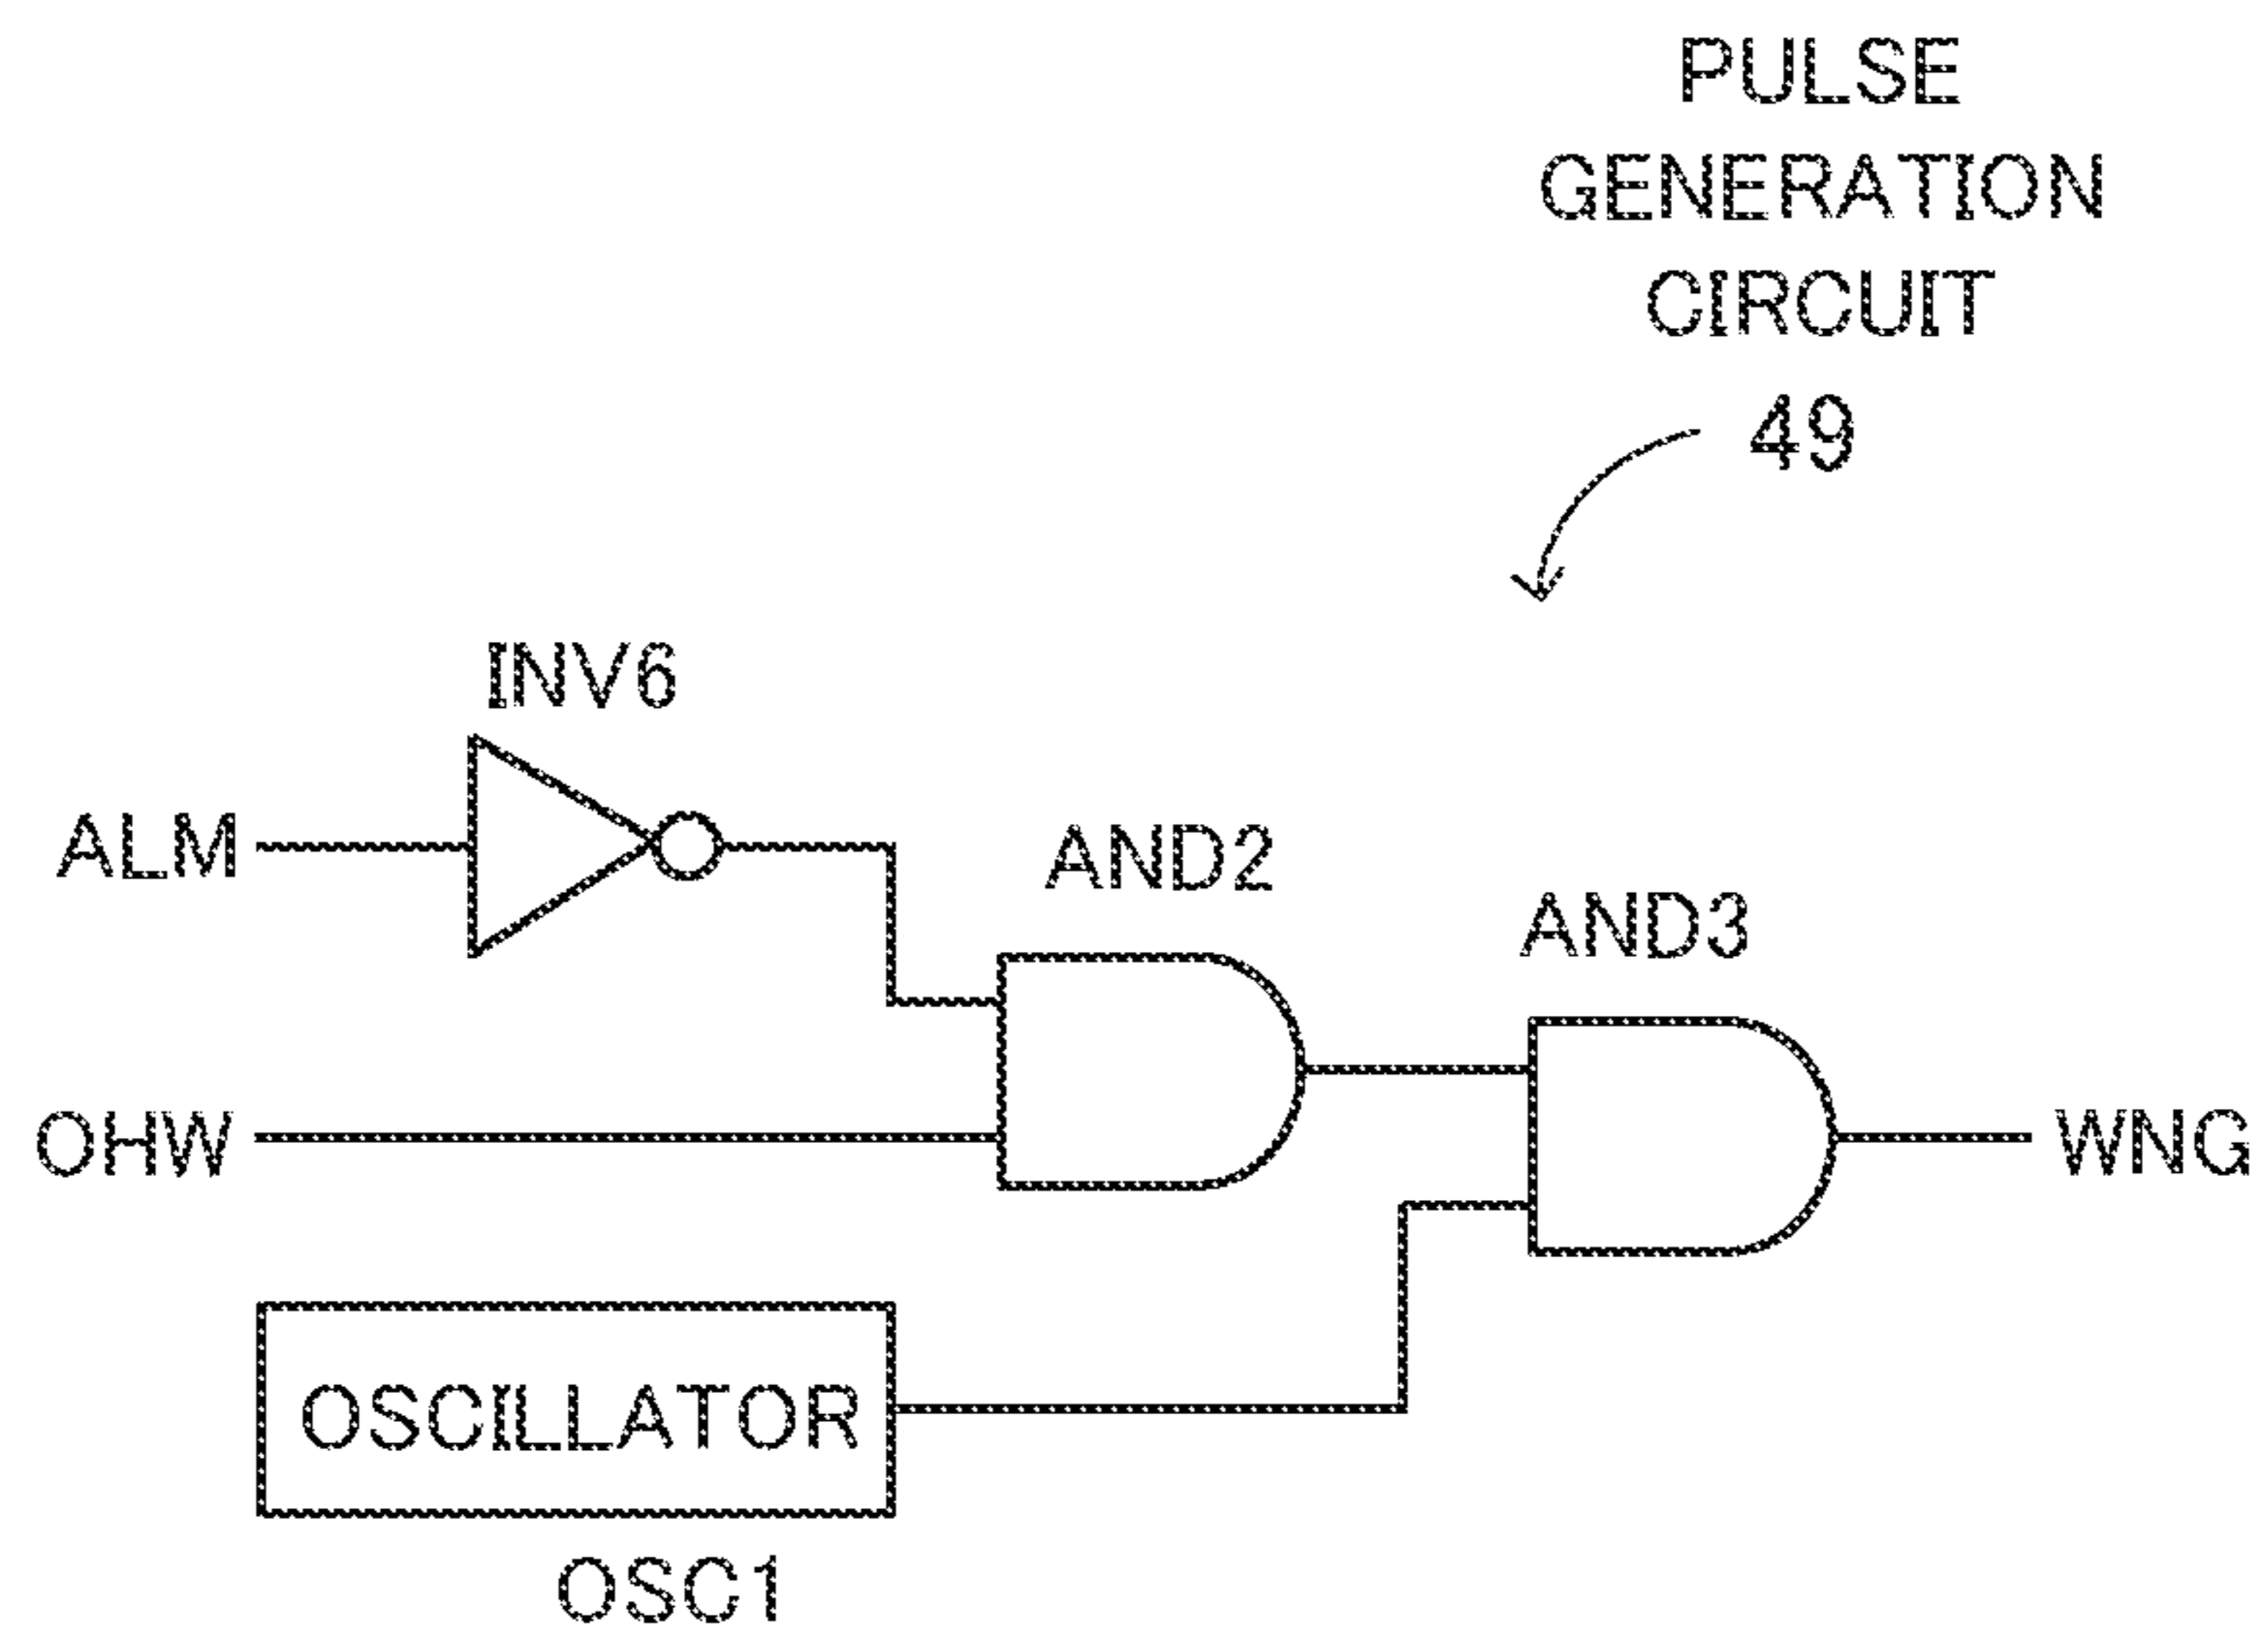 PULSE
GENERATION
CIRCUIT
49
INV6
ALM
AND2
AND3
OHW
WNG
OSCILLATOR
OSC1